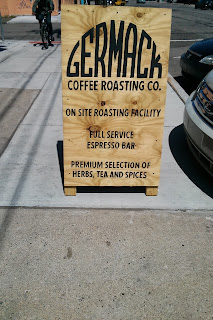 GERMACK
COFFEE ROASTING CO.
ON SITE ROASTING FACILITY
FULL SERVICE
ESPRESSO BAR
PREMIUM SELECTION OF
HERBS, TEA AND SPICES